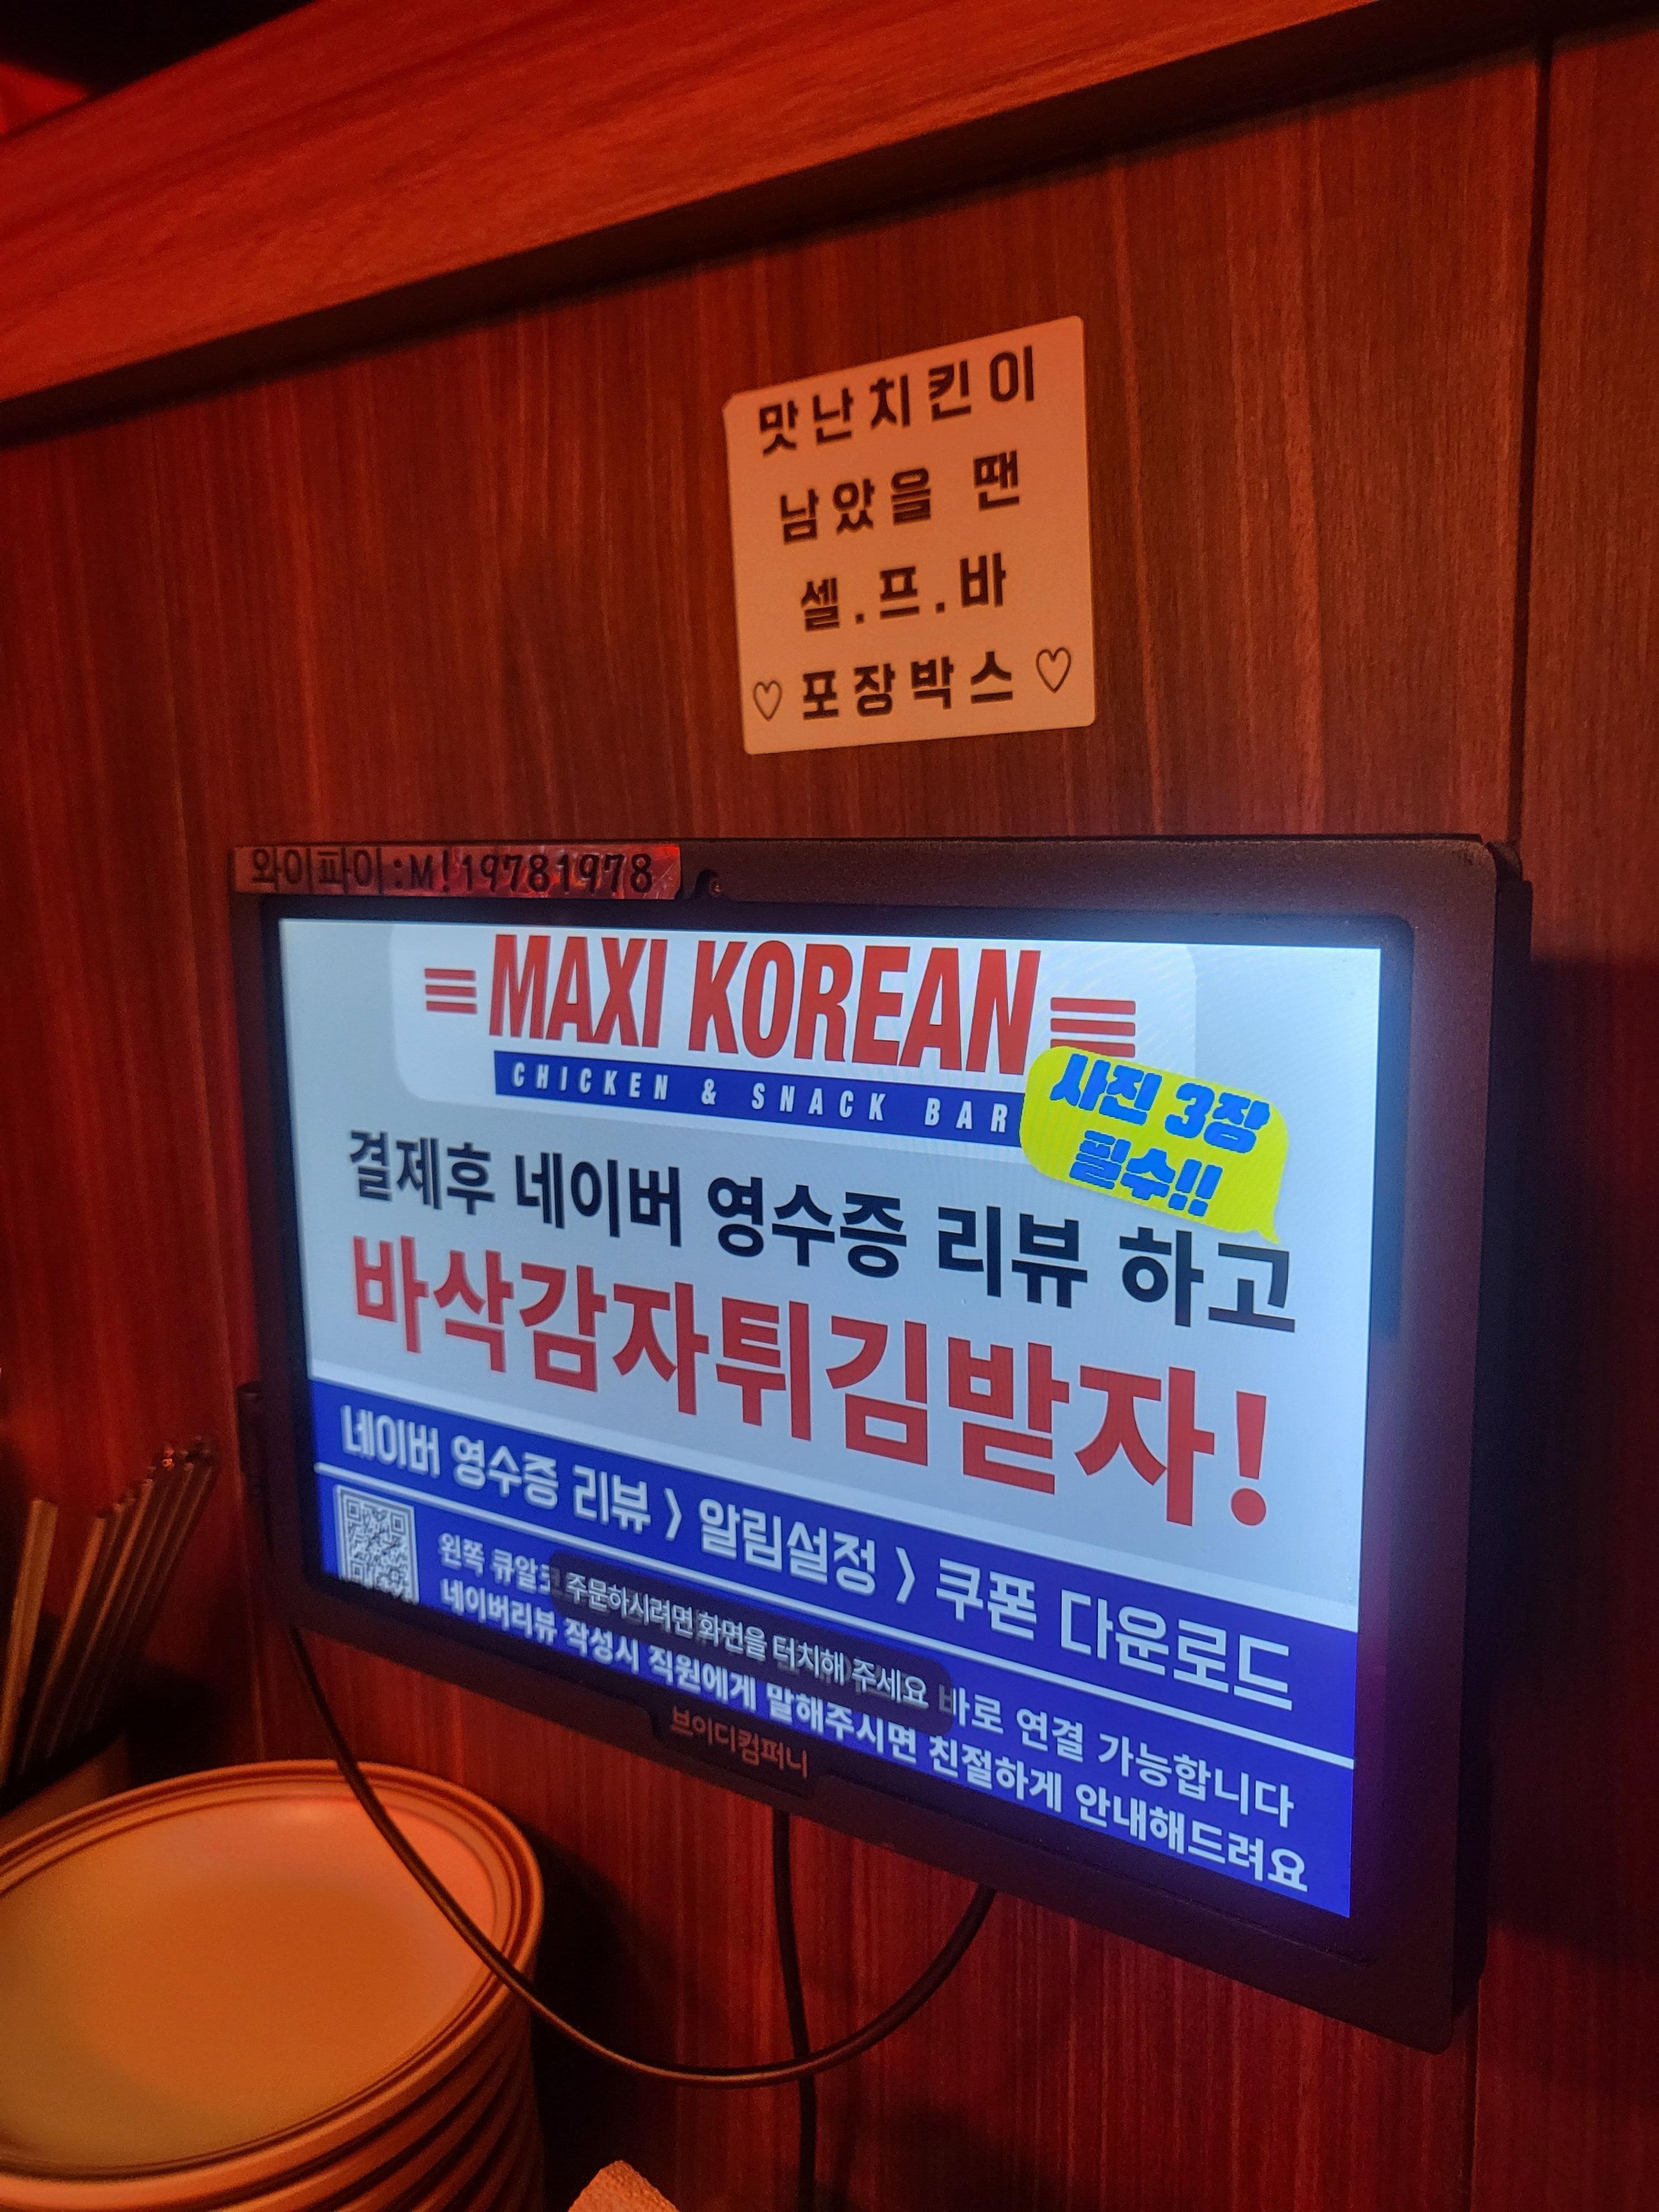 맛난치킨이
남았을 땐
셀.프.바
♡포장박스♡
와이파이:M!19781978
MAXI KOREAN
CHICKEN & SNACK BAR
사진 3장
필수!!
결제후 네이버 영수증 리뷰 하고
바삭감자튀김받자!
네이버 영수증 리뷰 > 알림설정 > 쿠폰 다운로드
왼쪽 큐알 바로 연결 가능합니다
주문하시려면 화면을 터치해 주세요
네이버리뷰 작성시 직원에게 말해주시면 친절하게 안내해드려요
브이디컴퍼니